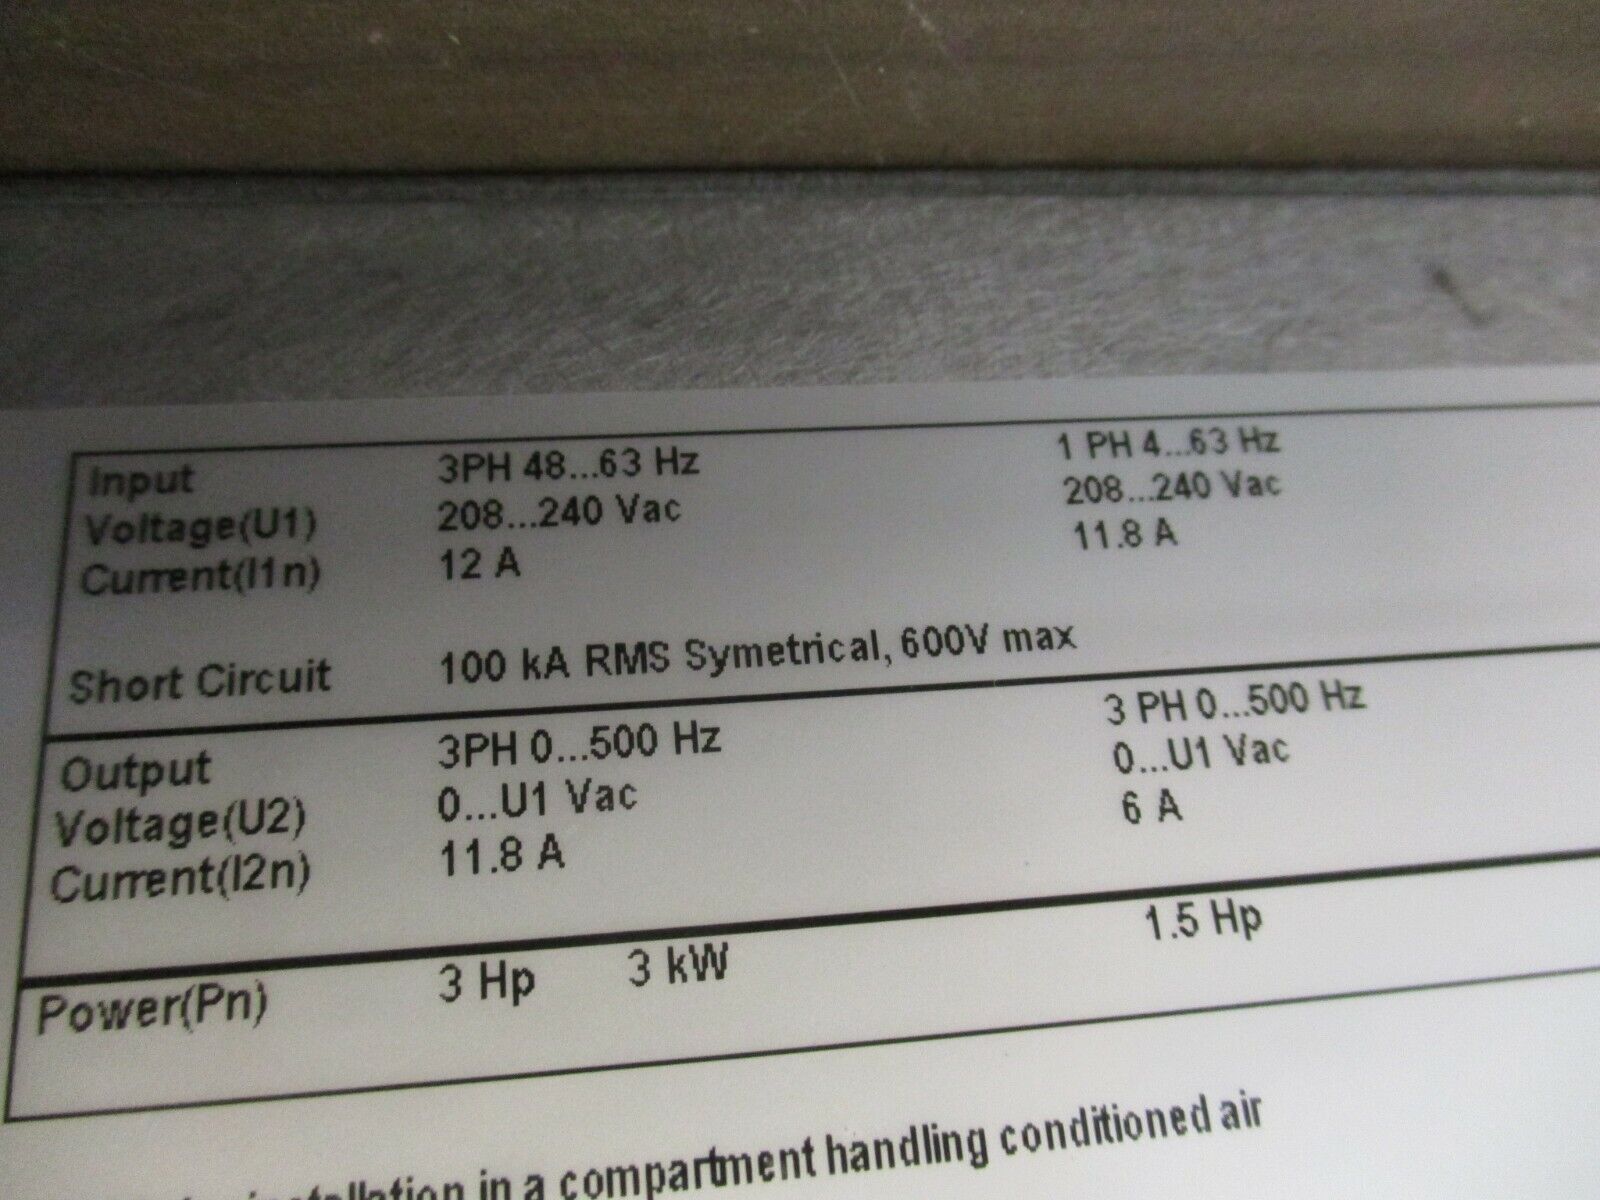 Input 3PH 48...63 Hz 1 PH 4...63 Hz
Voltage(U1) 208...240 Vac 208...240 Vac
Current(I1n) 12 A 11.8 A
Short Circuit 100 kA RMS Symetrical, 600V max
Output 3PH 0...500 Hz 3 PH 0...500 Hz
Voltage(U2) 0...U1 Vac 0...U1 Vac
Current(I2n) 11.8 A 6 A
Power(Pn) 3 Hp 3 kW 1.5 Hp
installation in a compartment handling conditioned air